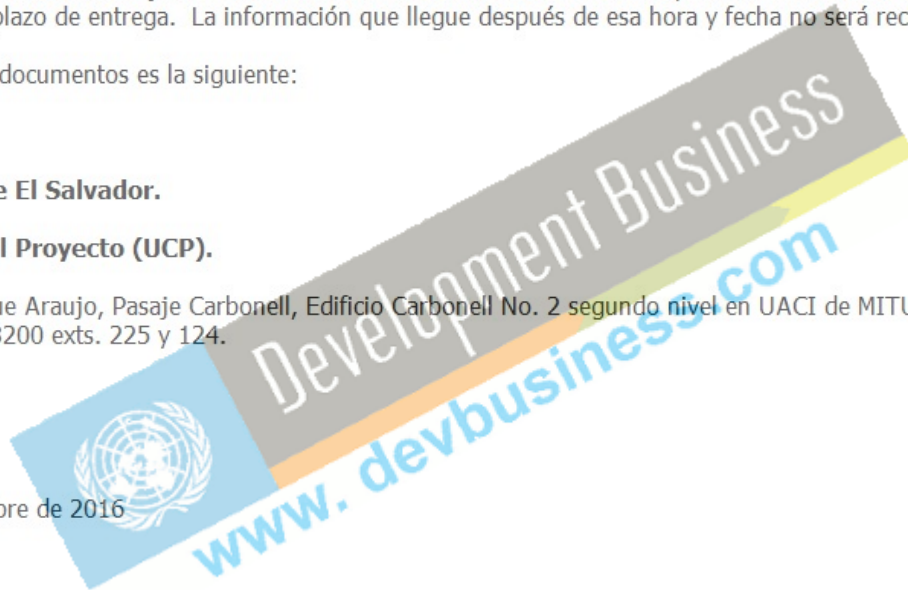 plazo de entrega. La información que llegue después de esa hora y fecha no será
documentos es la siguiente:
e El Salvador.
l Proyecto (UCP).
ue Araujo, Pasaje Carbonell, Edificio Carbonell No. 2 segundo nivel en UACI de MITU
3200 exts. 225 y 124.
Development Business
www.devbusiness.com
bre de 2016